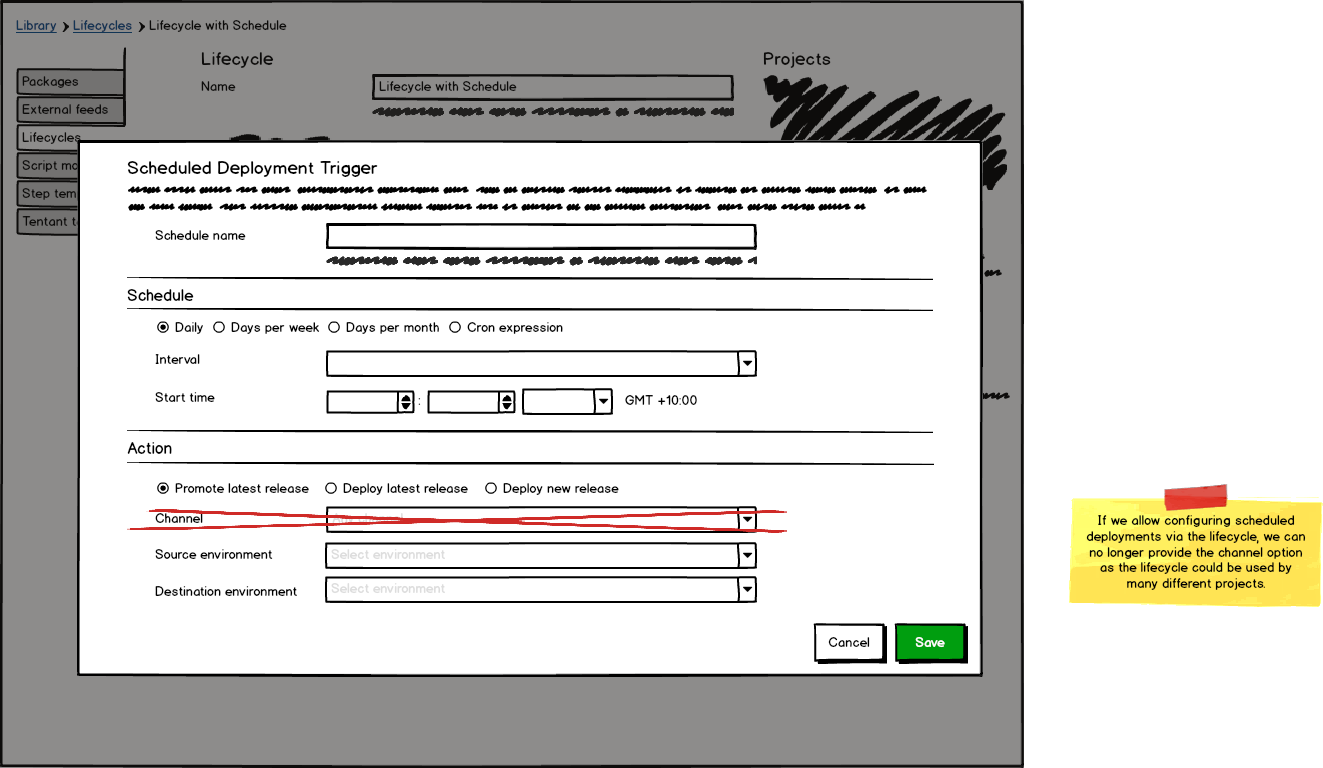 Library > Lifecycles > Lifecycle with Schedule
Lifecycle
Projects
Name
Lifecycle with Schedule
Packages
External feeds
Lifecycles
Script mo
Step tem
Tentant t
Scheduled Deployment Trigger
Schedule name
Schedule
Daily Days per week Days per month Cron expression
Interval
Start time : GMT +10:00
Action
Promote latest release Deploy latest release Deploy new release
Channel
Source environment Select environment
Destination environment Select environment
Cancel Save
If we allow configuring scheduled
deployments via the lifecycle, we can
no longer provide the channel option
as the lifecycle could be used by
many different projects.